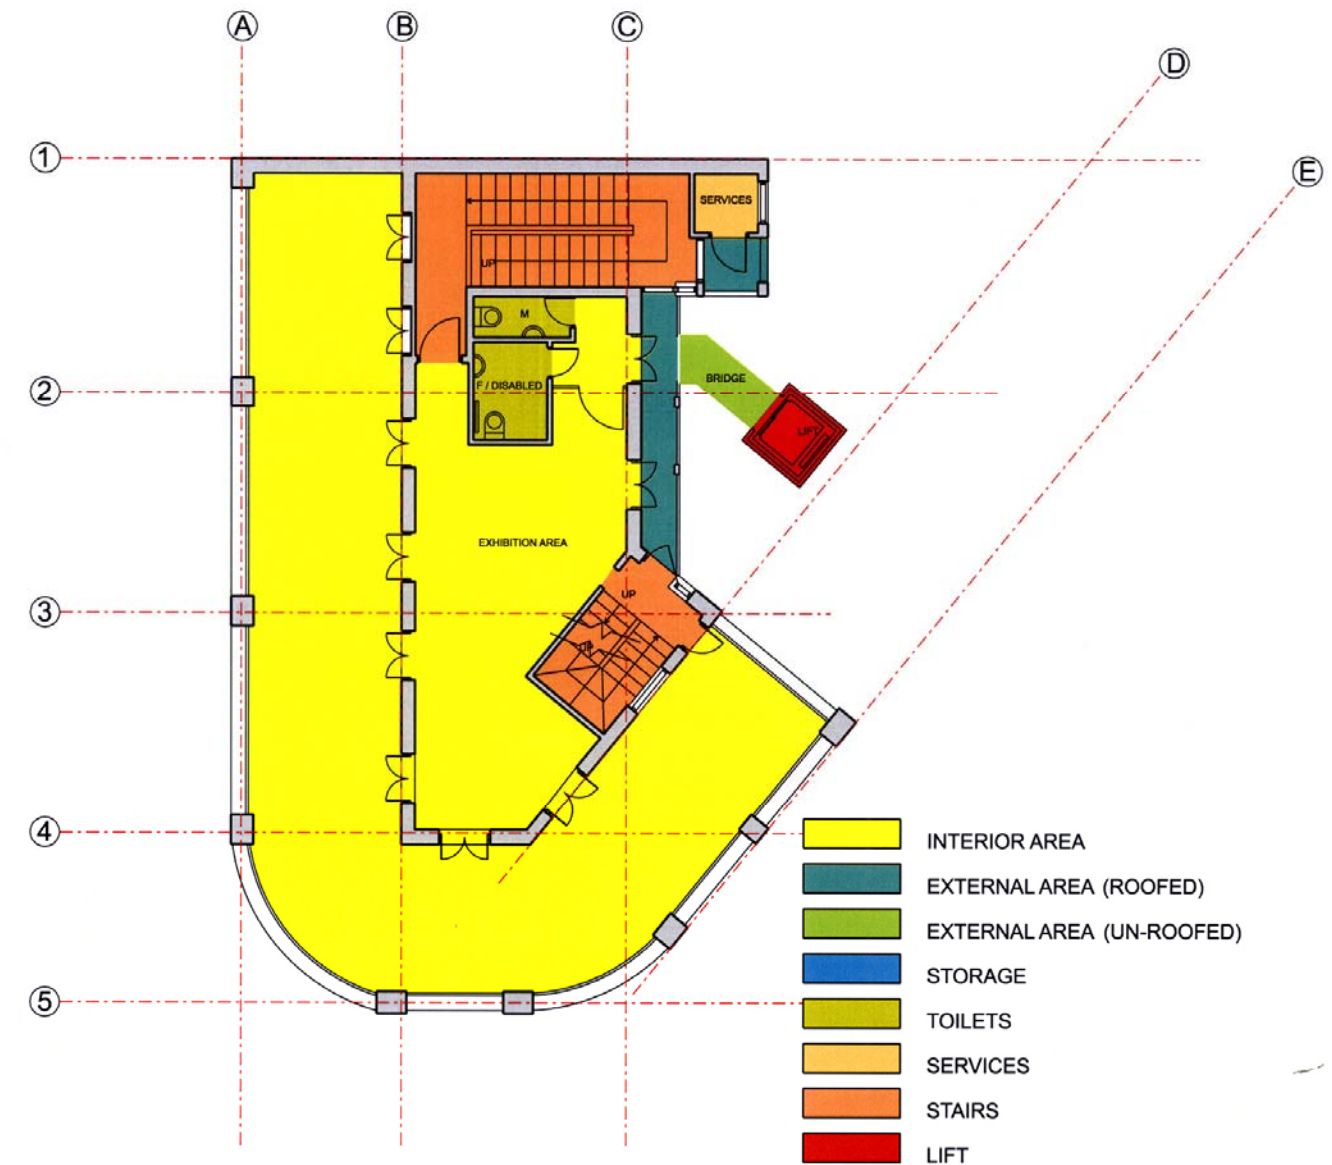 A
B
C
D
1
E
SERVICES
UP
M
2
BRIDGE
F / DISABLED
LIFT
EXHIBITION AREA
3
UP
UP
4
INTERIOR AREA
EXTERNAL AREA (ROOFED)
EXTERNAL AREA (UN-ROOFED)
STORAGE
5
TOILETS
SERVICES
STAIRS
LIFT